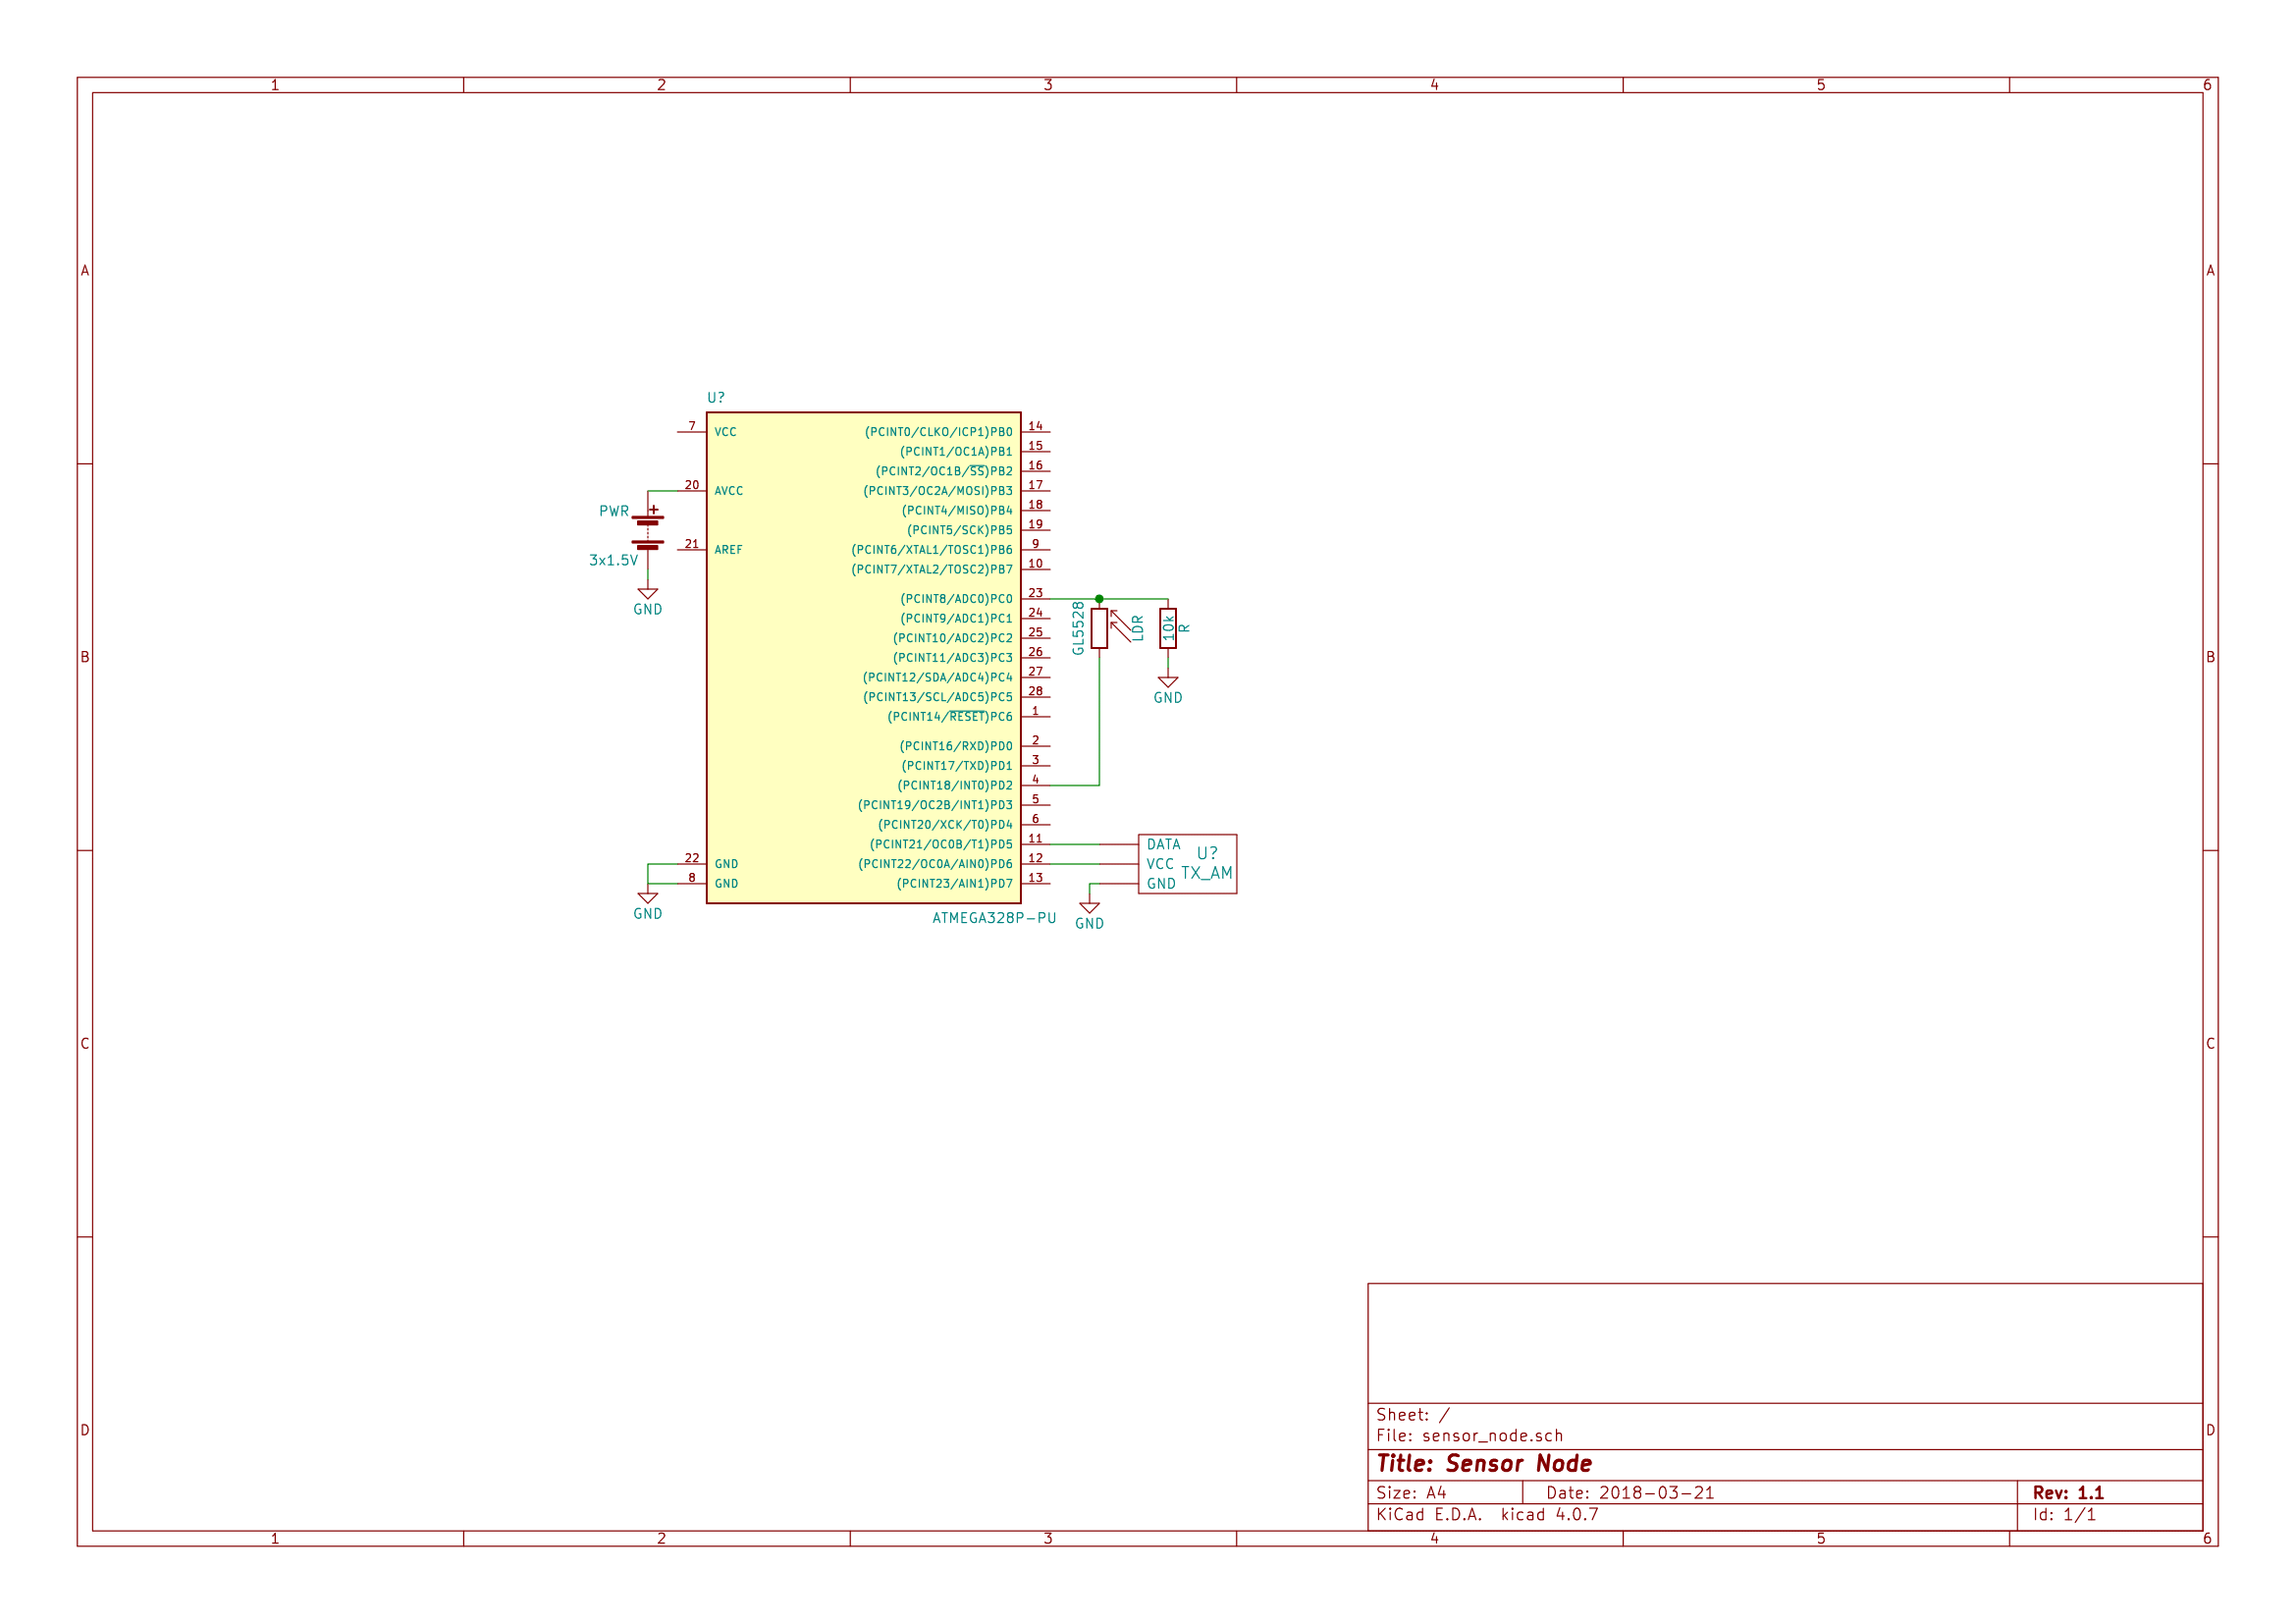 1 2 3 4 5 6
A A
B B
C C
D D
U?
7 VCC
20 AVCC
21 AREF
22 GND
8 GND
(PCINT0/CLKO/ICP1)PB0 14
(PCINT1/OC1A)PB1 15
(PCINT2/OC1B/SS)PB2 16
(PCINT3/OC2A/MOSI)PB3 17
(PCINT4/MISO)PB4 18
(PCINT5/SCK)PB5 19
(PCINT6/XTAL1/TOSC1)PB6 9
(PCINT7/XTAL2/TOSC2)PB7 10
(PCINT8/ADC0)PC0 23
(PCINT9/ADC1)PC1 24
(PCINT10/ADC2)PC2 25
(PCINT11/ADC3)PC3 26
(PCINT12/SDA/ADC4)PC4 27
(PCINT13/SCL/ADC5)PC5 28
(PCINT14/RESET)PC6 1
(PCINT16/RXD)PD0 2
(PCINT17/TXD)PD1 3
(PCINT18/INT0)PD2 4
(PCINT19/OC2B/INT1)PD3 5
(PCINT20/XCK/T0)PD4 6
(PCINT21/OC0B/T1)PD5 11
(PCINT22/OC0A/AIN0)PD6 12
(PCINT23/AIN1)PD7 13
ATMEGA328P-PU
PWR
+
3x1.5V
GND
GND
GL5528
LDR
10k
R
GND
DATA
VCC
GND
U?
TX_AM
GND
Sheet: /
File: sensor_node.sch
Title: Sensor Node
Size: A4
Date: 2018-03-21
Rev: 1.1
KiCad E.D.A. kicad 4.0.7
Id: 1/1
1 2 3 4 5 6